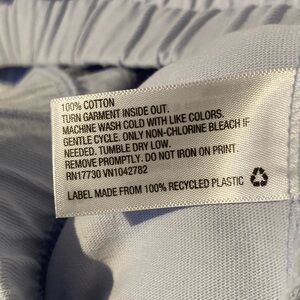 100% COTTON
TURN GARMENT INSIDE OUT.
MACHINE WASH COLD WITH LIKE COLORS.
GENTLE CYCLE. ONLY NON-CHLORINE BLEACH IF
NEEDED. TUMBLE DRY LOW.
REMOVE PROMPTLY. DO NOT IRON ON PRINT.
RN17730 VN1042782
LABEL MADE FROM 100% RECYCLED PLASTIC